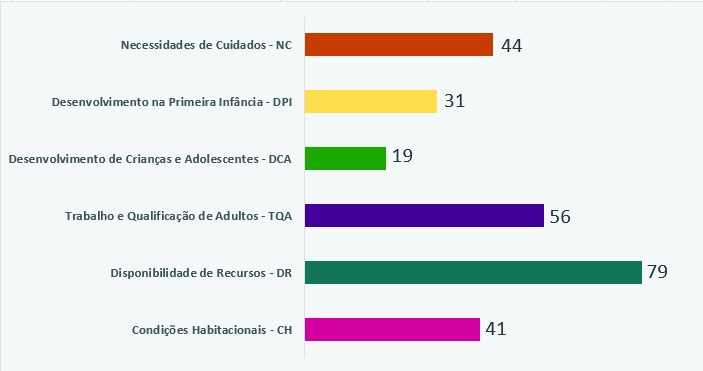 Necessidades de Cuidados - NC 44
Desenvolvimento na Primeira Infância - DPI 31
Desenvolvimento de Crianças e Adolescentes - DCA 19
Trabalho e Qualificação de Adultos - TQA 56
Disponibilidade de Recursos - DR 79
Condições Habitacionais - CH 41